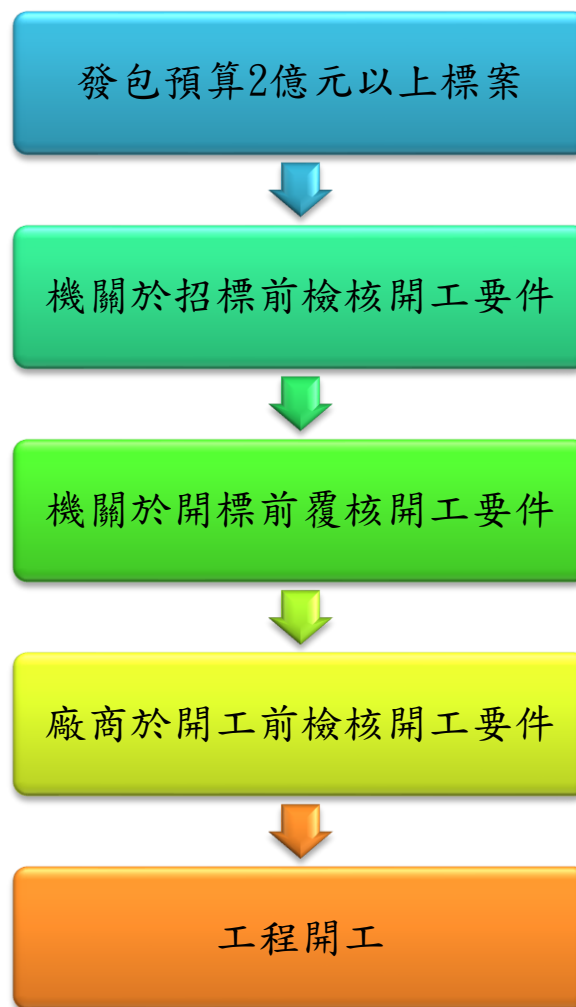 發包預算2億元以上標案
機關於招標前檢核開工要件
機關於開標前覆核開工要件
廠商於開工前檢核開工要件
工程開工